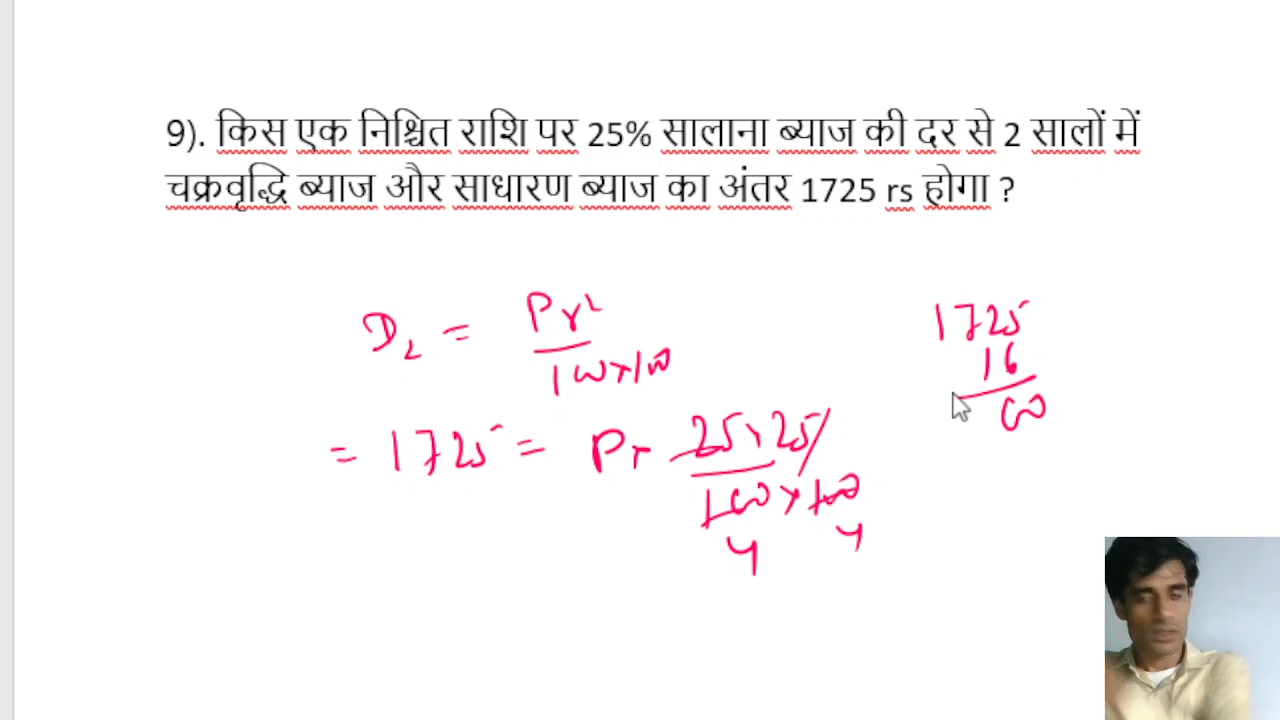 9). किस एक निश्चित राशि पर 25% सालाना ब्याज की दर से 2 सालों में
चक्रवृद्धि ब्याज और साधारण ब्याज का अंतर 1725 rs होगा ?
D₂ = Pr²
100×100
= 1725 = P× 25×25
100×100
4 4
1725
16
00